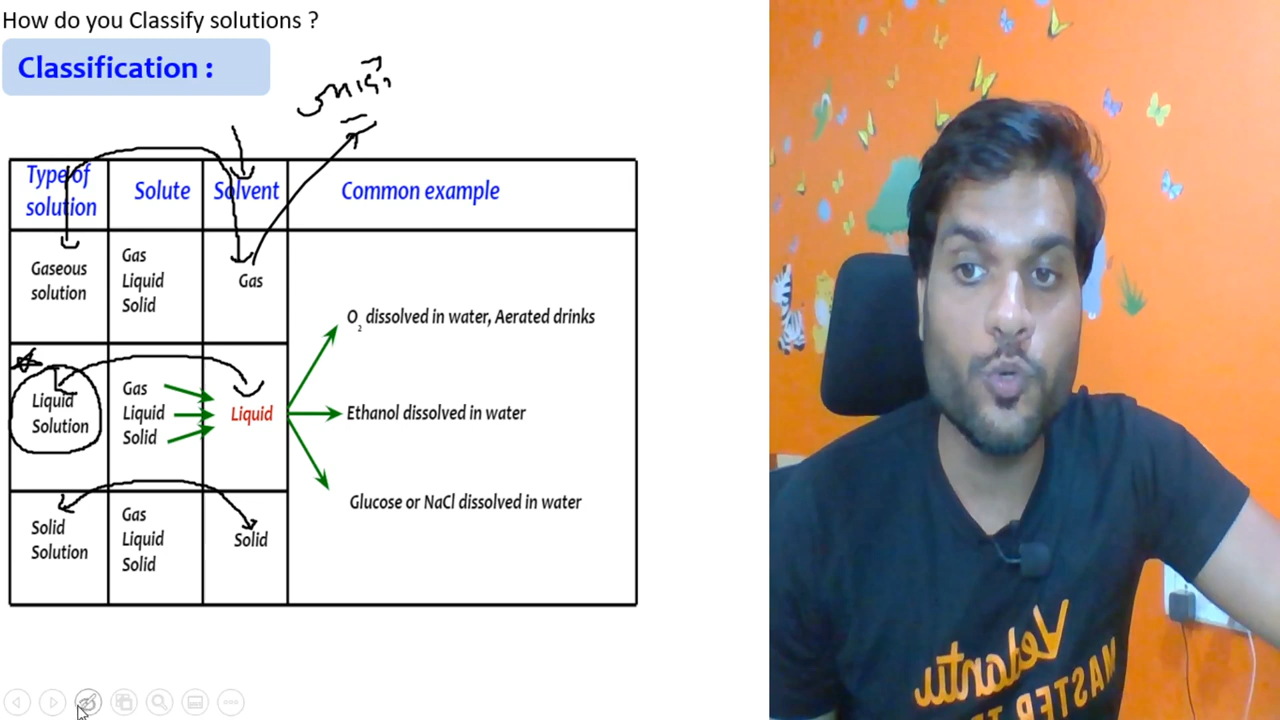 How do you Classify solutions ?
Classification :
Type of solution Solute Solvent Common example
Gaseous solution Gas Liquid Solid Gas
O2 dissolved in water, Aerated drinks
Liquid Solution Gas Liquid Solid Liquid
Ethanol dissolved in water
Glucose or NaCl dissolved in water
Solid Solution Gas Liquid Solid Solid
Vedantu
MASTER